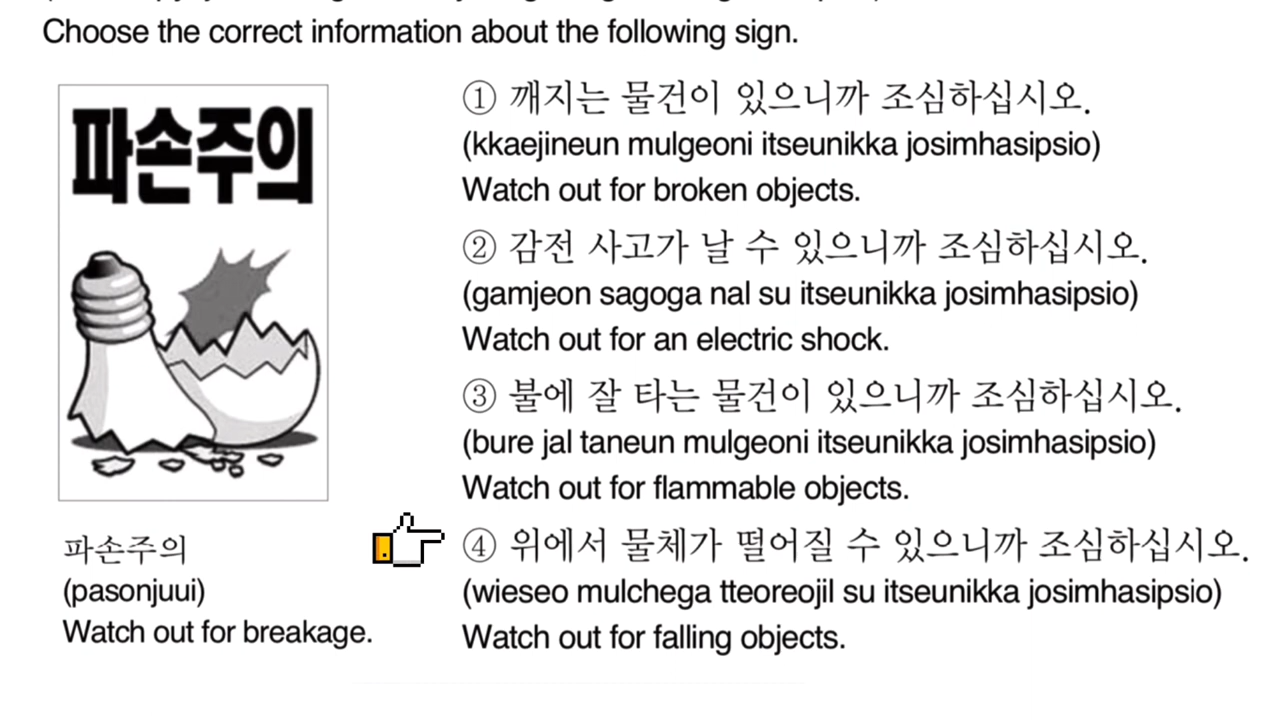 Choose the correct information about the following sign.
파손주의
파손주의
(pasonjuui)
Watch out for breakage.
① 깨지는 물건이 있으니까 조심하십시오.
(kkaejineun mulgeoni itseunikka josimhasipsio)
Watch out for broken objects.
② 감전 사고가 날 수 있으니까 조심하십시오.
(gamjeon sagoga nal su itseunikka josimhasipsio)
Watch out for an electric shock.
③ 불에 잘 타는 물건이 있으니까 조심하십시오.
(bure jal taneun mulgeoni itseunikka josimhasipsio)
Watch out for flammable objects.
④ 위에서 물체가 떨어질 수 있으니까 조심하십시오.
(wieseo mulchega tteoreojil su itseunikka josimhasipsio)
Watch out for falling objects.